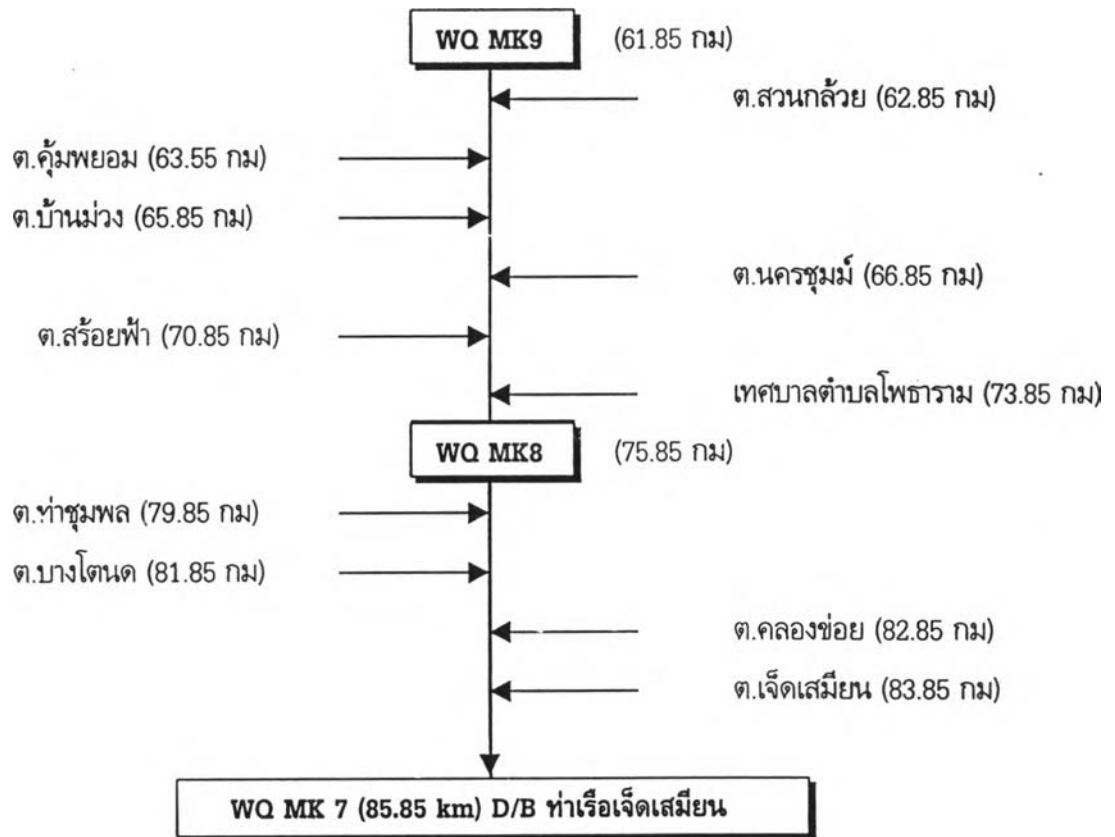 WQ MK9 (61.85 กม)
ต.สวนกล้วย (62.85 กม)
ต.คุ้มพยอม (63.55 กม)
ต.บ้านม่วง (65.85 กม)
ต.นครชุมม์ (66.85 กม)
ต.สร้อยฟ้า (70.85 กม)
เทศบาลตำบลโพธาราม (73.85 กม)
WQ MK8 (75.85 กม)
ต.ท่าชุมพล (79.85 กม)
ต.บางโตนด (81.85 กม)
ต.คลองข่อย (82.85 กม)
ต.เจ็ดเสมียน (83.85 กม)
WQ MK 7 (85.85 km) D/B ท่าเรือเจ็ดเสมียน